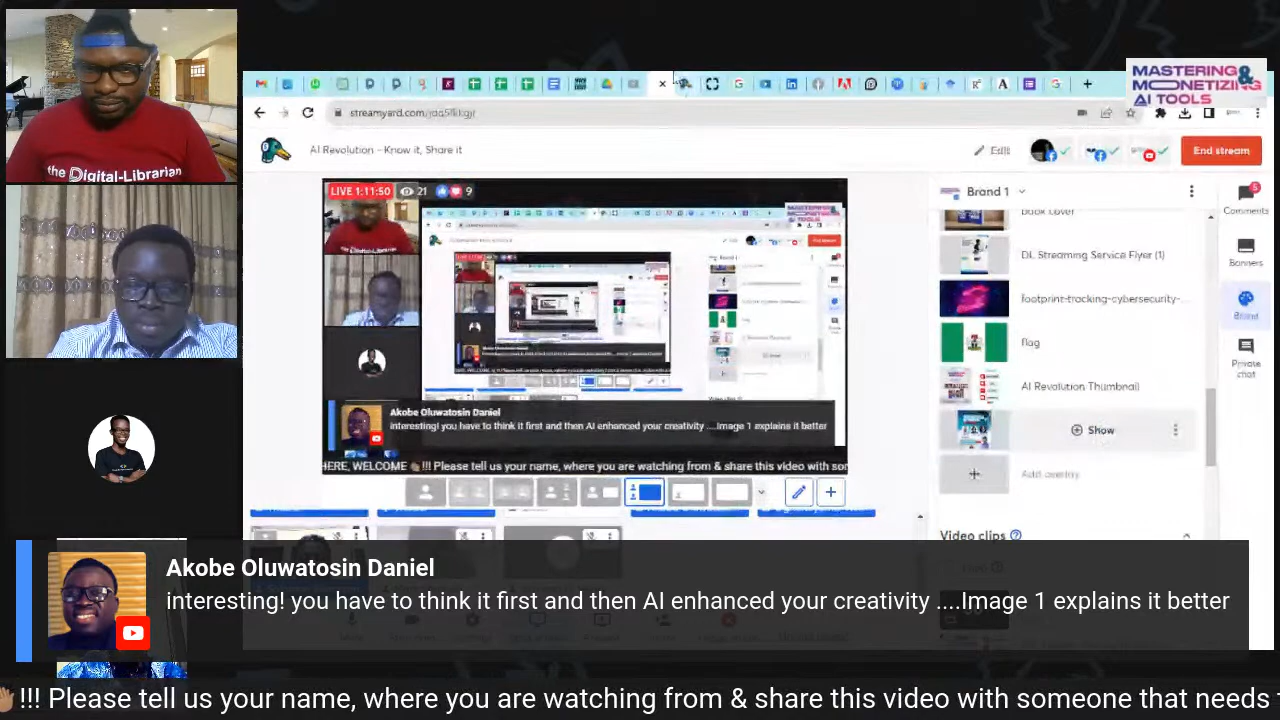 the Digital-Librarian
MASTERING &
MONETIZING
AI TOOLS
streamyard.com/
AI Revolution - Know it, Share it
Edit
End stream
LIVE 1:11:50
21
9
Brand 1
5
Comments
Book Cover
DL Streaming Service Flyer (1)
Banners
footprint-tracking-cybersecurity-...
Brand
flag
Private
chat
AI Revolution Thumbnail
Show
Add overlay
Akobe Oluwatosin Daniel
interesting! you have to think it first and then AI enhanced your creativity ....Image 1 explains it better
HERE, WELCOME !!! Please tell us your name, where you are watching from & share this video with
Video clips
Akobe Oluwatosin Daniel
interesting! you have to think it first and then AI enhanced your creativity ....Image 1 explains it better
!!! Please tell us your name, where you are watching from & share this video with someone that needs